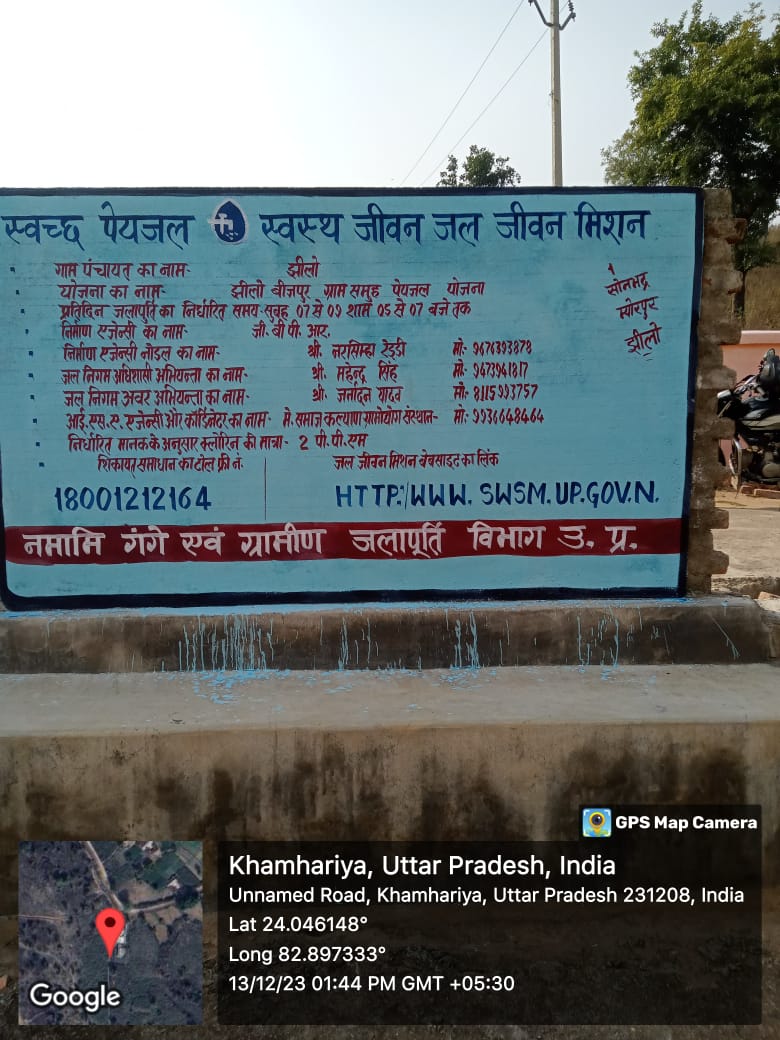 स्वच्छ पेयजल स्वस्थ जीवन जल जीवन मिशन
ग्राम पंचायत का नाम- झीलो
योजना का नाम- झीलो बीजपुर ग्राम समुह पेयजल योजना
प्रतिदिन जलापूर्ति का निर्धारित समय-सुबह 07 से 09 शाम 05 से 07 बजे तक
निर्माण एजेन्सी का नाम- जी. वी. पी. आर.
निर्माण एजेन्सी नोडल का नाम- श्री. नरसिम्हा रेड्डी मो:- 9676393878
जल निगम अधिशासी अभियन्ता का नाम- श्री. महेन्द्र सिंह मो:- 9473941817
जल निगम अवर अभियन्ता का नाम- श्री. जनार्दन यादव मो:- 8115993757
आई.एस.ए. एजेन्सी और कॉर्डिनेटर का नाम- मे. समाज कल्याण ग्रामोद्योग संस्थान- मो: 9936648464
निर्धारित मानक के अनुसार क्लोरिन की मात्रा- 2 पी.पी.एम
शिकायत समाधान का टोल फ्री नं. जल जीवन मिशन वेबसाइट का लिंक
18001212164 HTTP:/WWW. SWSM.UP.GOV.N.
नमामि गंगे एवं ग्रामीण जलापूर्ति विभाग उ. प्र.
सोनभद्र
म्योरपुर
झीलो
GPS Map Camera
Khamhariya, Uttar Pradesh, India
Unnamed Road, Khamhariya, Uttar Pradesh 231208, India
Lat 24.046148°
Long 82.897333°
13/12/23 01:44 PM GMT +05:30
Google